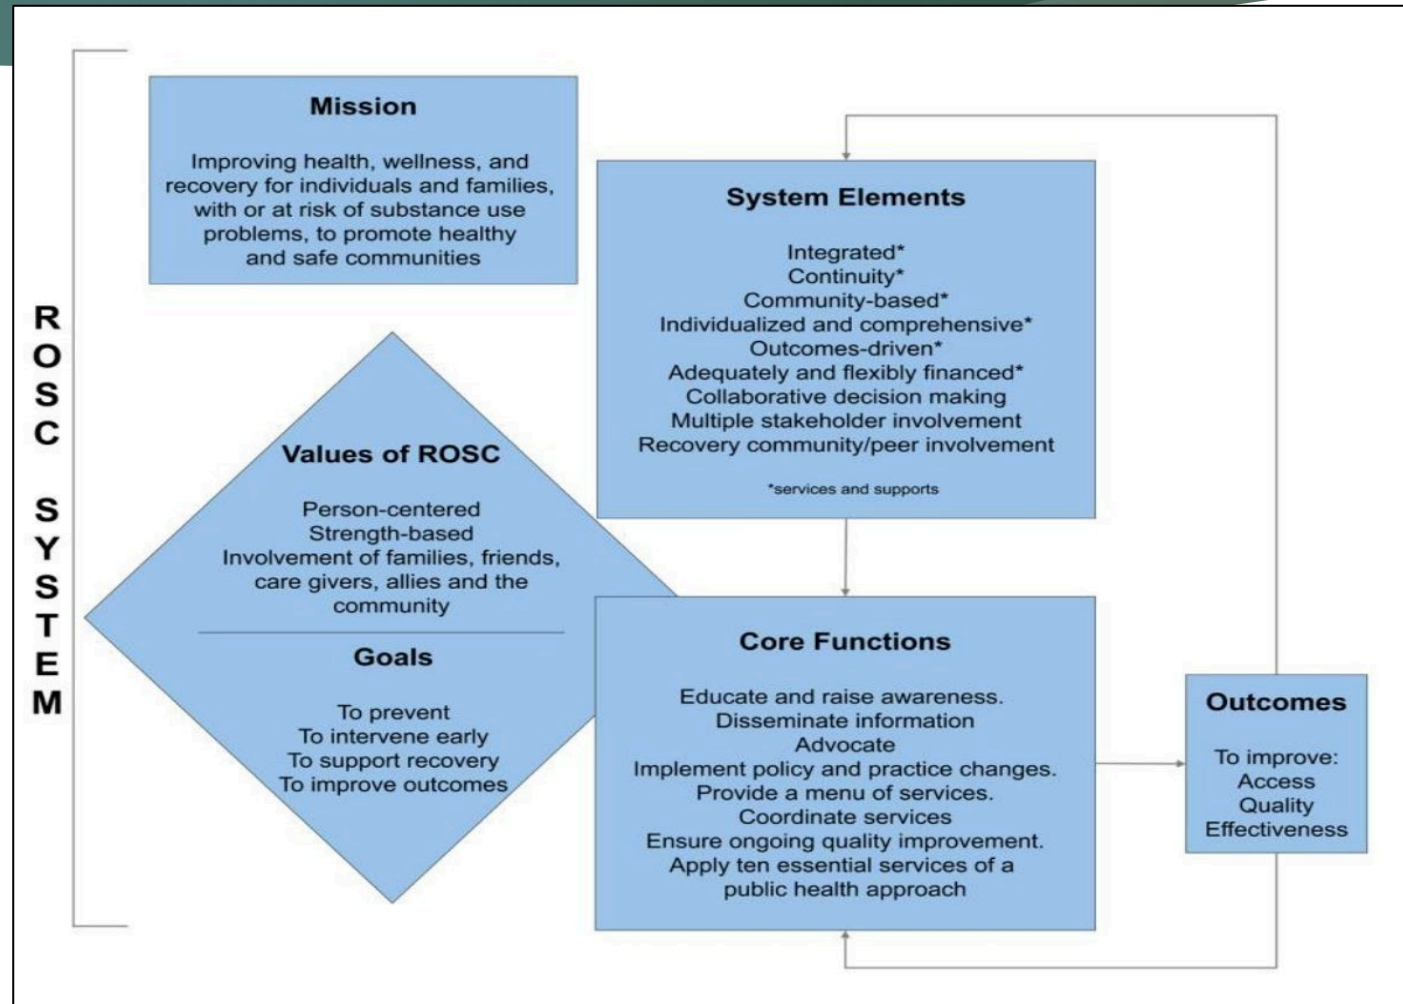 ROSC SYSTEM
Mission
Improving health, wellness, and
recovery for individuals and families,
with or at risk of substance use
problems, to promote healthy
and safe communities
Values of ROSC
Person-centered
Strength-based
Involvement of families, friends,
care givers, allies and the
community
Goals
To prevent
To intervene early
To support recovery
To improve outcomes
System Elements
Integrated*
Continuity*
Community-based*
Individualized and comprehensive*
Outcomes-driven*
Adequately and flexibly financed*
Collaborative decision making
Multiple stakeholder involvement
Recovery community/peer involvement
*services and supports
Core Functions
Educate and raise awareness.
Disseminate information
Advocate
Implement policy and practice changes.
Provide a menu of services.
Coordinate services
Ensure ongoing quality improvement.
Apply ten essential services of a
public health approach
Outcomes
To improve:
Access
Quality
Effectiveness